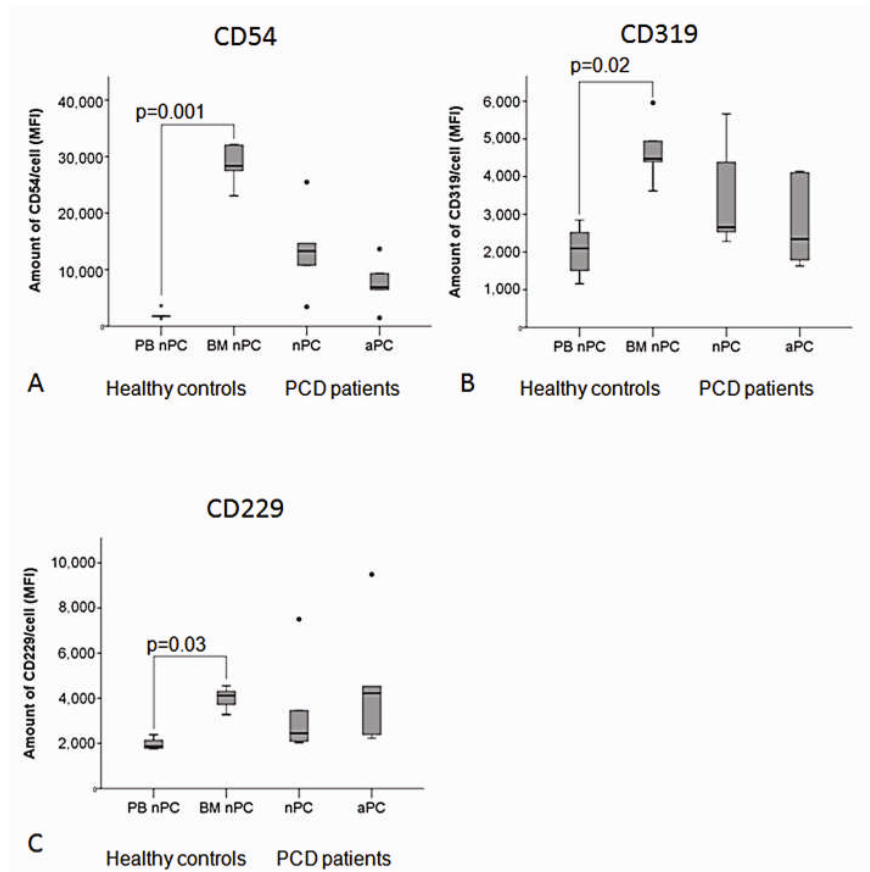 CD54
p=0.001
Amount of CD54/cell (MFI)
40,000
30,000
20,000
10,000
0
PB nPC BM nPC nPC aPC
A Healthy controls PCD patients
CD319
p=0.02
Amount of CD319/cell (MFI)
6,000
5,000
4,000
3,000
2,000
1,000
0
PB nPC BM nPC nPC aPC
B Healthy controls PCD patients
CD229
p=0.03
Amount of CD229/cell (MFI)
10,000
8,000
6,000
4,000
2,000
0
PB nPC BM nPC nPC aPC
C Healthy controls PCD patients